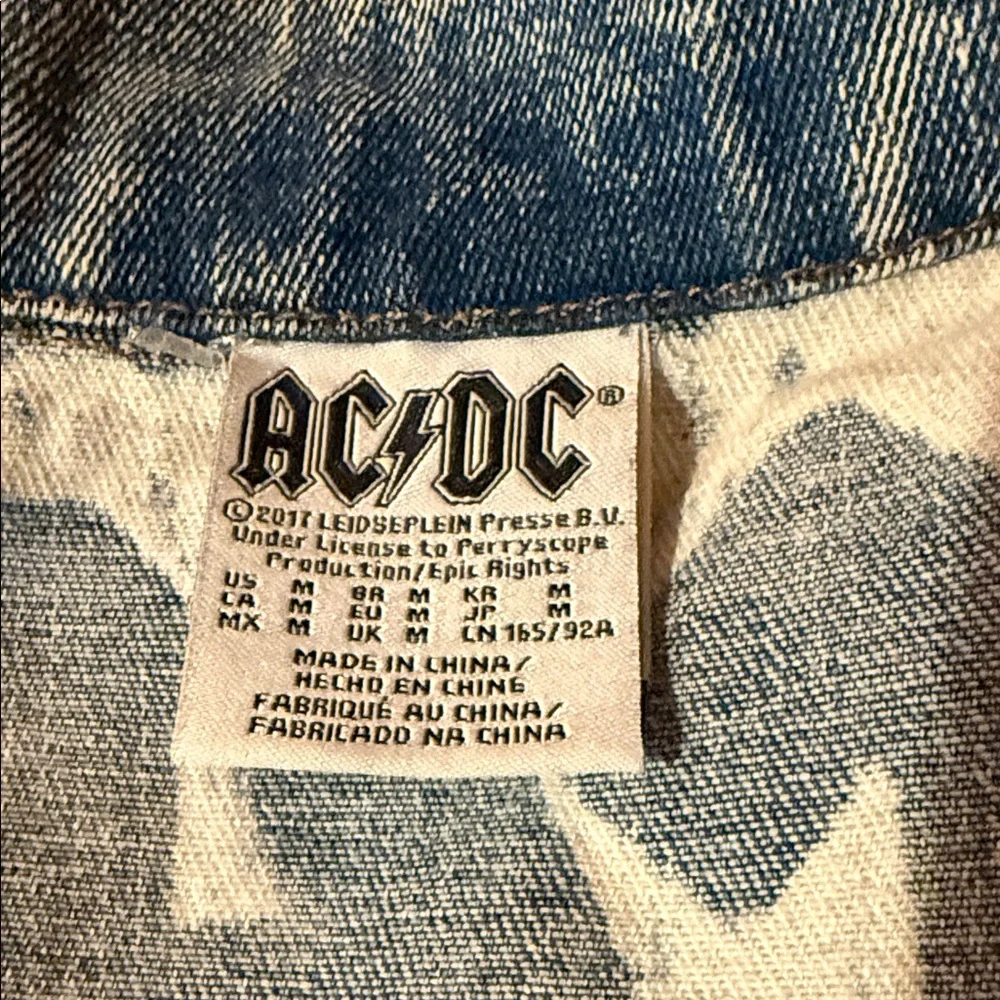 AC⚡DC®
©2017 LEIDSEPLEIN Presse B.V.
Under License to Perryscope
Production/Epic Rights
US M BR M KR M
CA M EU M JP M
MX M UK M CN 165/92A
MADE IN CHINA/
HECHO EN CHINE
FABRIQUÉ AU CHINA/
FABRICADO NA CHINA